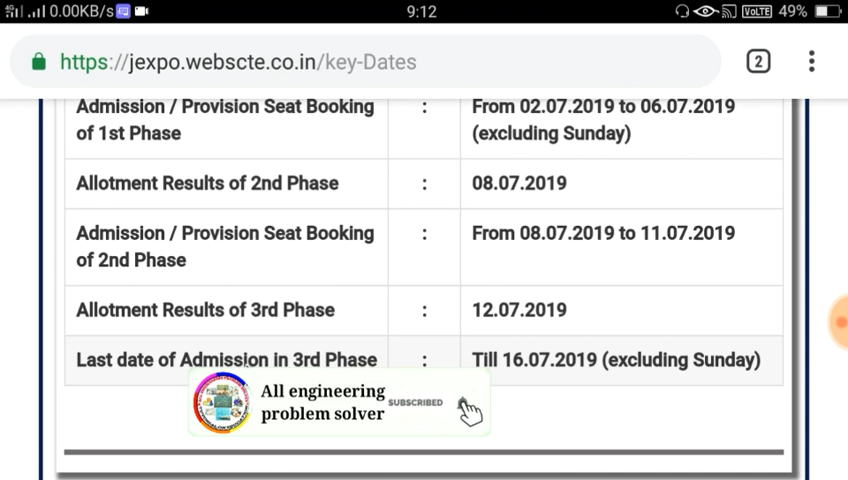 4G 0.00KB/s 9:12 VoLTE 49%
https://jexpo.webscte.co.in/key-Dates 2
Admission / Provision Seat Booking : From 02.07.2019 to 06.07.2019
of 1st Phase (excluding Sunday)
Allotment Results of 2nd Phase : 08.07.2019
Admission / Provision Seat Booking : From 08.07.2019 to 11.07.2019
of 2nd Phase
Allotment Results of 3rd Phase : 12.07.2019
Last date of Admission in 3rd Phase : Till 16.07.2019 (excluding Sunday)
All engineering
problem solver
SUBSCRIBED